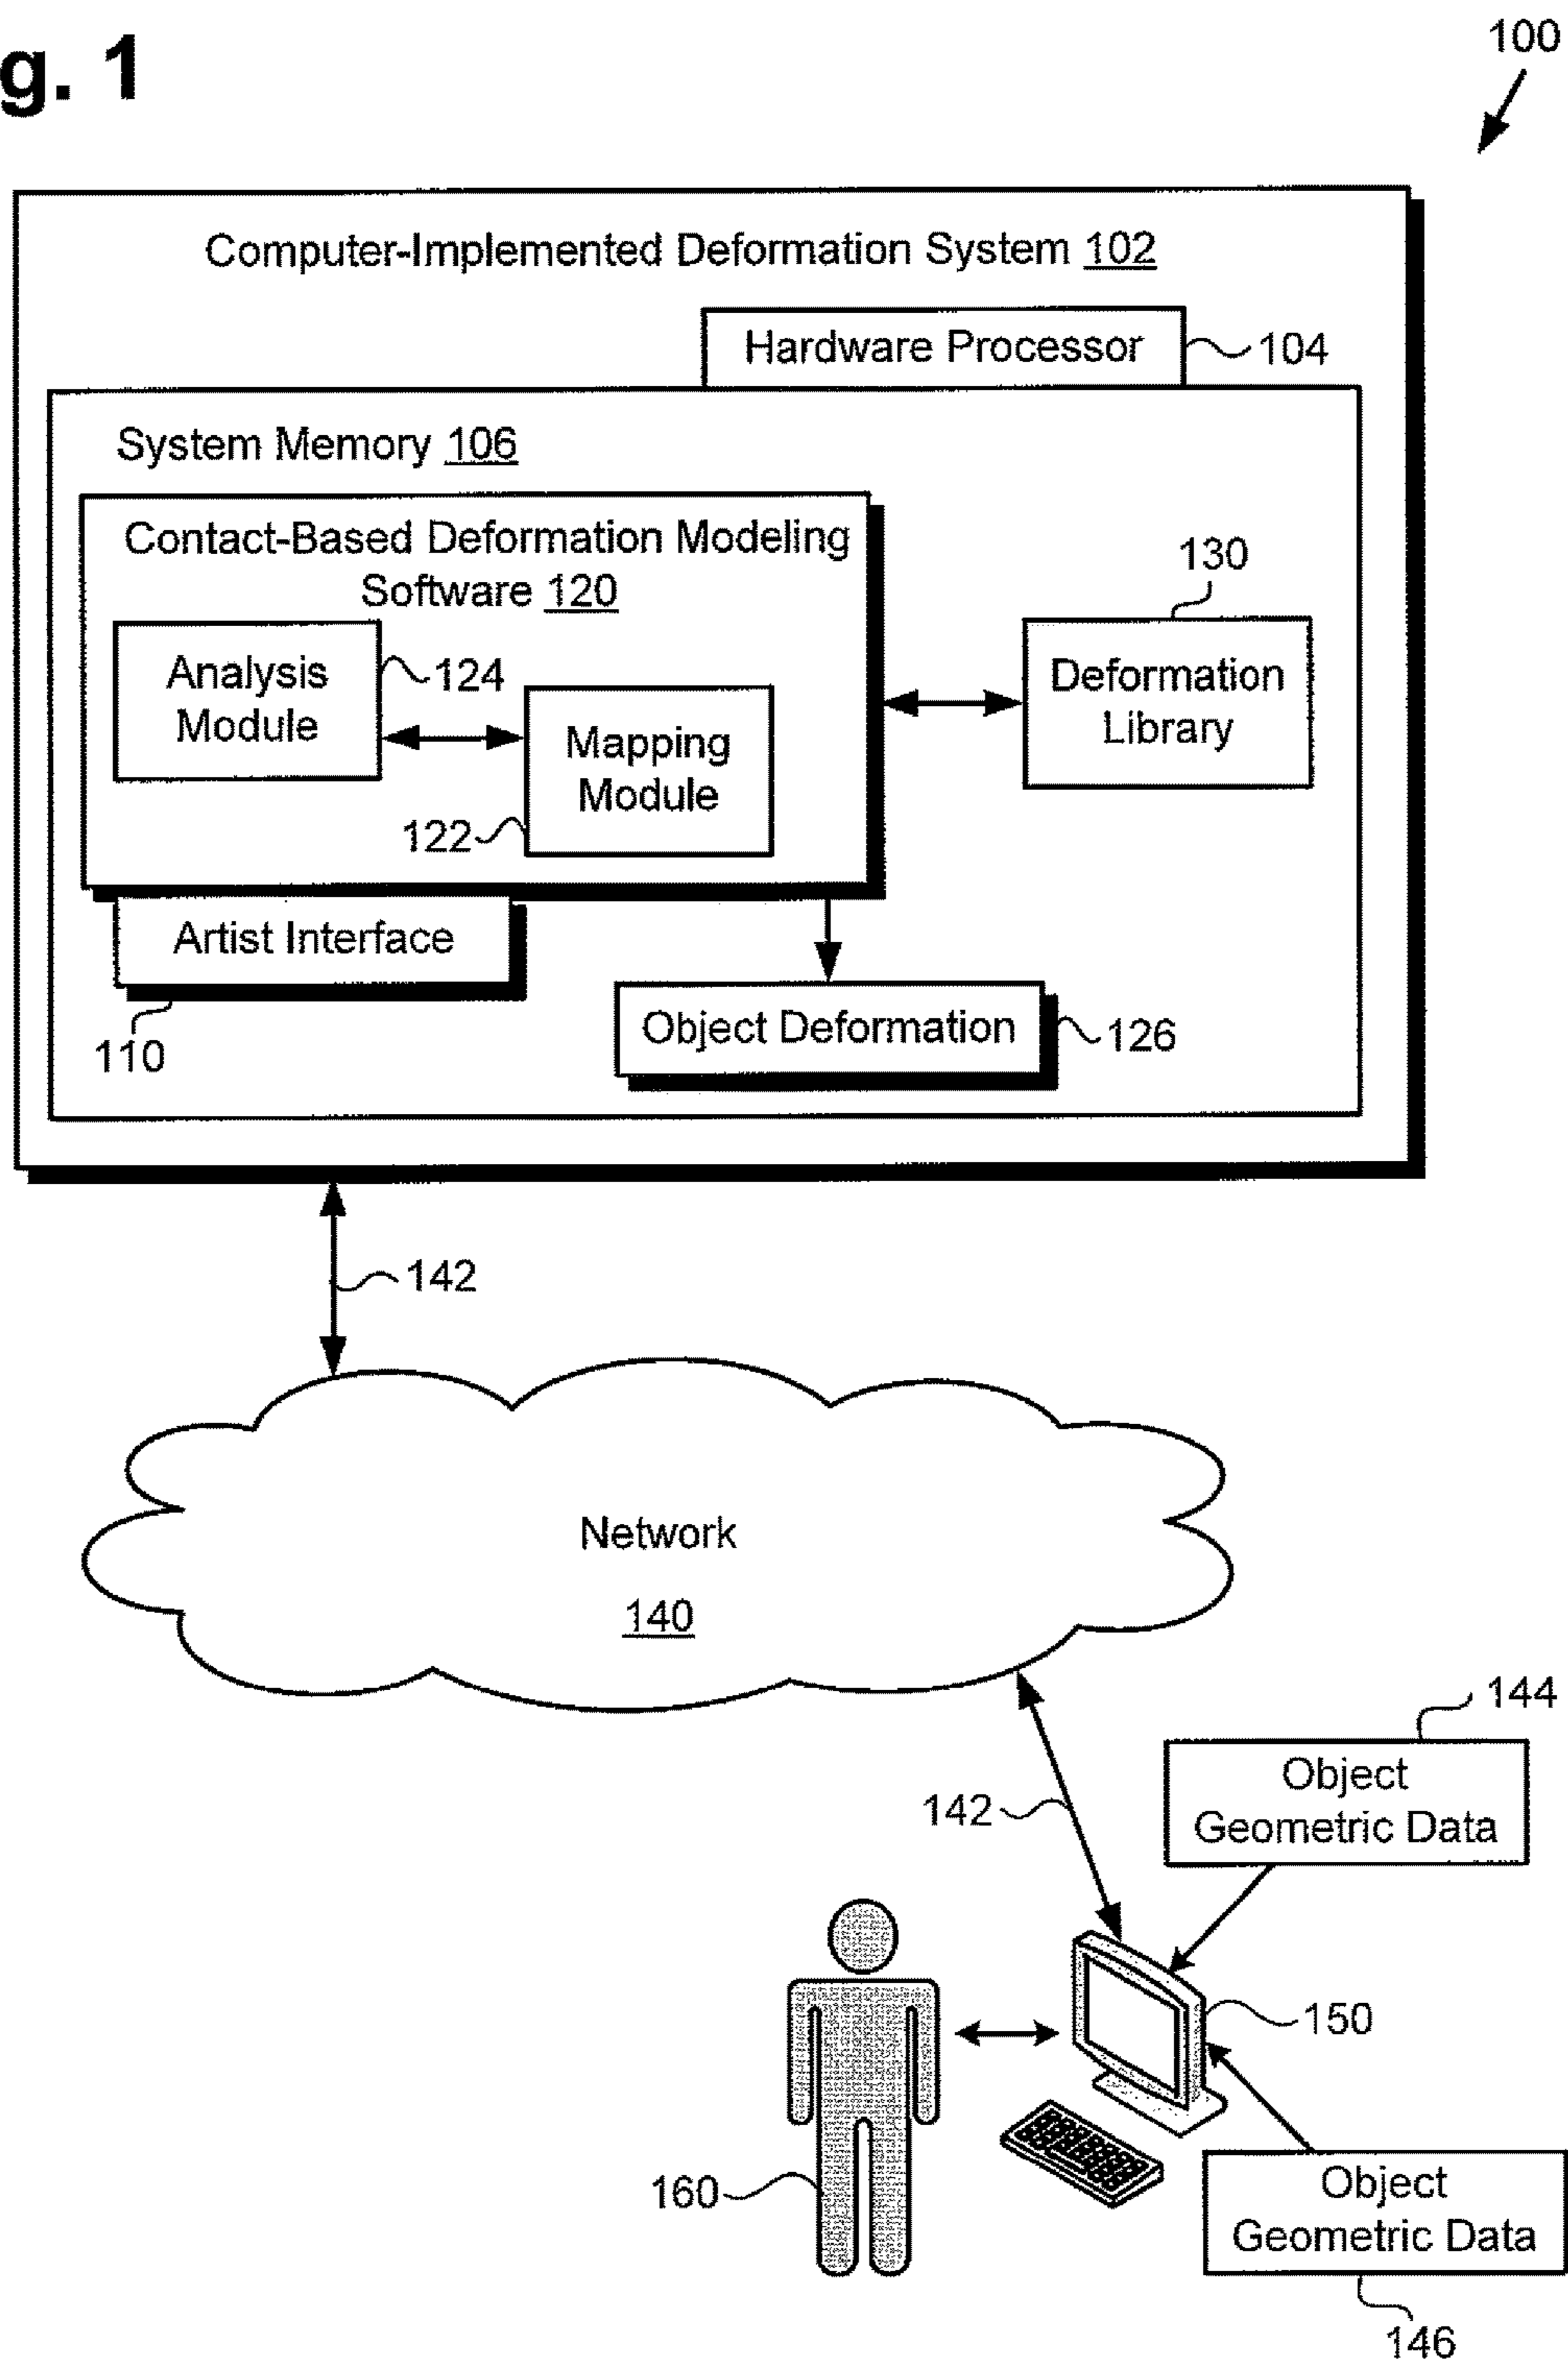 g. 1
100
Computer-Implemented Deformation System 102
Hardware Processor
104
System Memory 106
Contact-Based Deformation Modeling
Software 120
130
Analysis
Module
124
Deformation
Library
Mapping
Module
122
Artist Interface
110
Object Deformation
126
142
Network
140
144
Object
Geometric Data
142
150
160
Object
Geometric Data
146